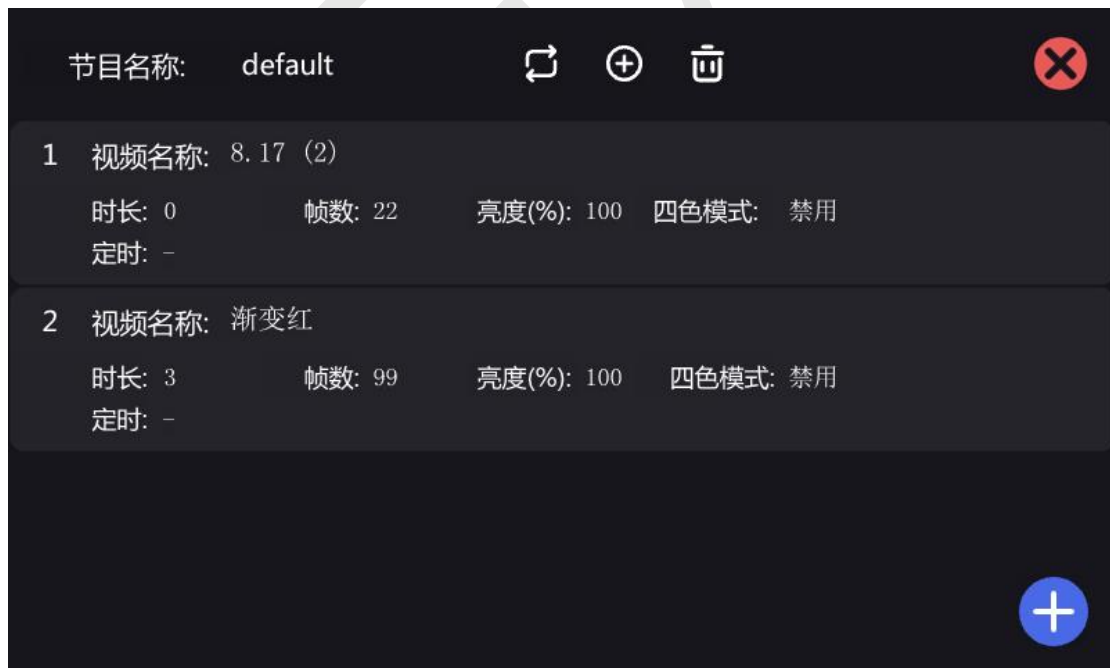 节目名称: default
1 视频名称: 8.17 (2)
时长: 0 帧数: 22 亮度(%): 100 四色模式: 禁用
定时: -
2 视频名称: 渐变红
时长: 3 帧数: 99 亮度(%): 100 四色模式: 禁用
定时: -